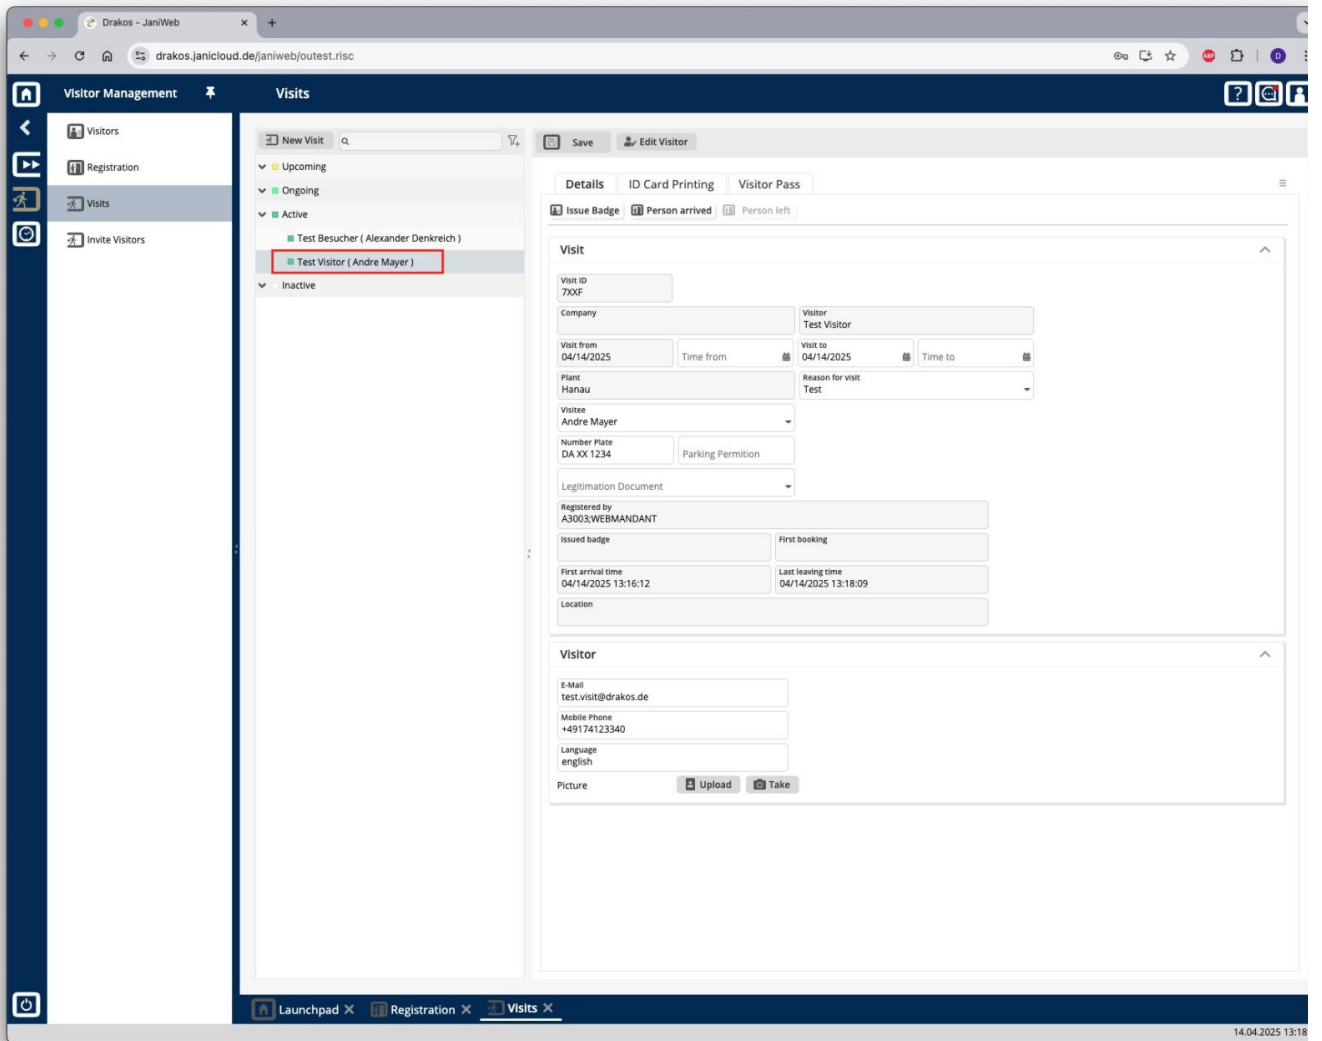 Drakos - JaniWeb
drakos.janicloud.de/janiweb/outest.risc
ABP
D
Visitor Management
Visits
?
Visitors
Registration
Visits
Invite Visitors
New Visit
Upcoming
Ongoing
Active
Test Besucher ( Alexander Denkreich )
Test Visitor ( Andre Mayer )
Inactive
Save Edit Visitor
Details ID Card Printing Visitor Pass
Issue Badge Person arrived Person left
Visit
Visit ID
7XXF
Company Visitor
Test Visitor
Visit from Visit to
04/14/2025 Time from 04/14/2025 Time to
Plant Reason for visit
Hanau Test
Visitee
Andre Mayer
Number Plate
DA XX 1234 Parking Permition
Legitimation Document
Registered by
A3003;WEBMANDANT
Issued badge First booking
First arrival time Last leaving time
04/14/2025 13:16:12 04/14/2025 13:18:09
Location
Visitor
E-Mail
test.visit@drakos.de
Mobile Phone
+49174123340
Language
english
Picture Upload Take
Launchpad Registration Visits
14.04.2025 13:18